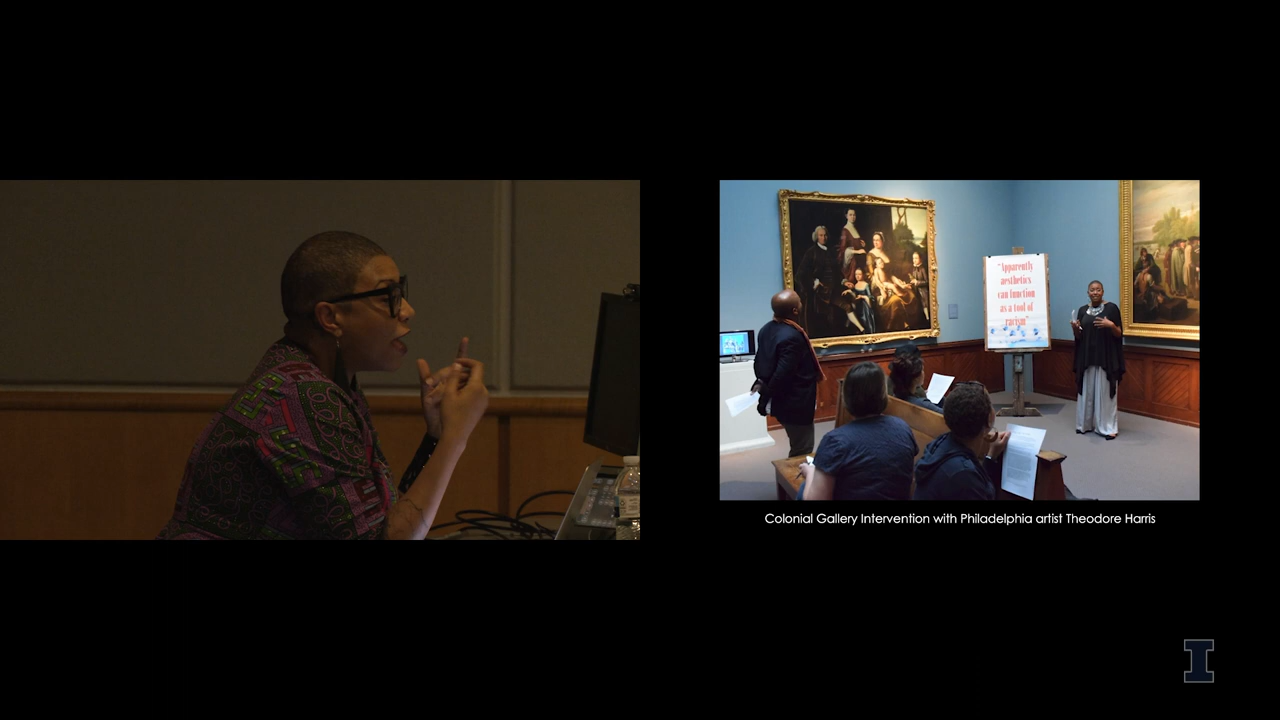 "Apparently
aesthetics
can function
as a tool of
racism"
Colonial Gallery Intervention with Philadelphia artist Theodore Harris
I